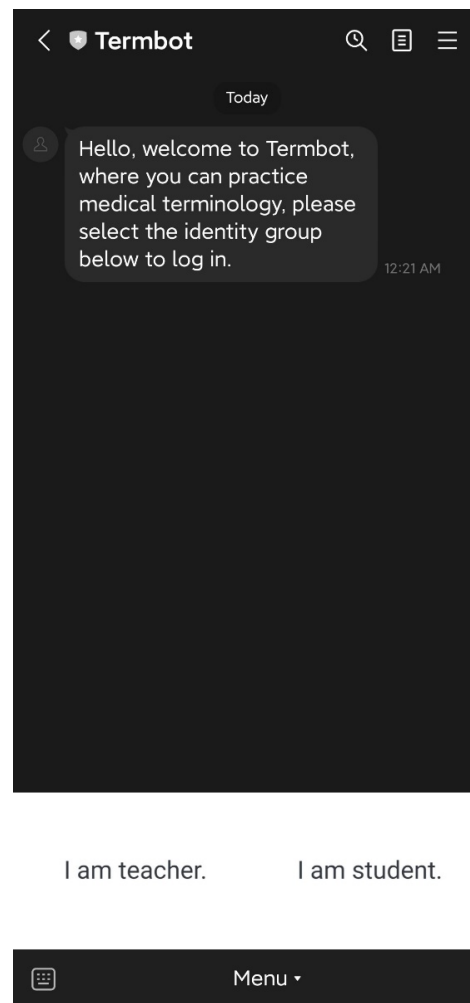 Termbot
Today
Hello, welcome to Termbot,
where you can practice
medical terminology, please
select the identity group
below to log in.
12:21 AM
I am teacher. I am student.
Menu